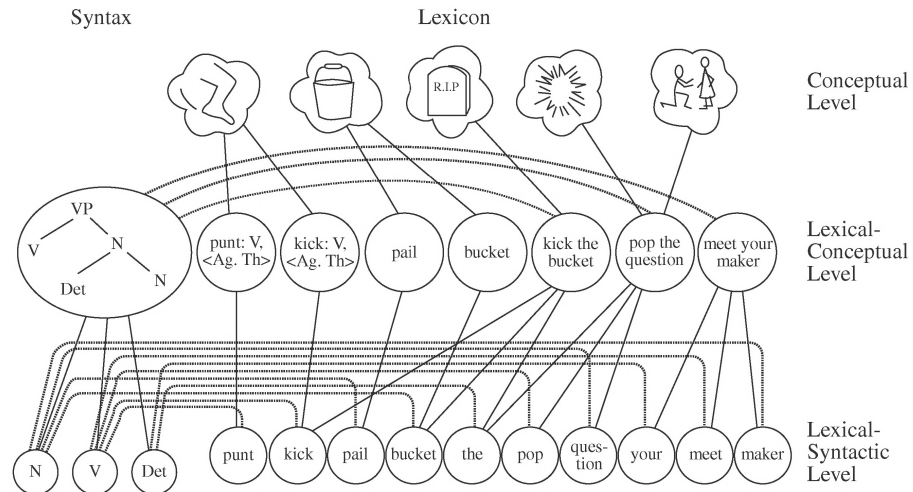 Syntax
Lexicon
R.I.P
Conceptual
Level
VP
V
N
Det
N
punt: V,
<Ag. Th>
kick: V,
<Ag. Th>
pail
bucket
kick the
bucket
pop the
question
meet your
maker
Lexical-
Conceptual
Level
N
V
Det
punt
kick
pail
bucket
the
pop
ques-
tion
your
meet
maker
Lexical-
Syntactic
Level